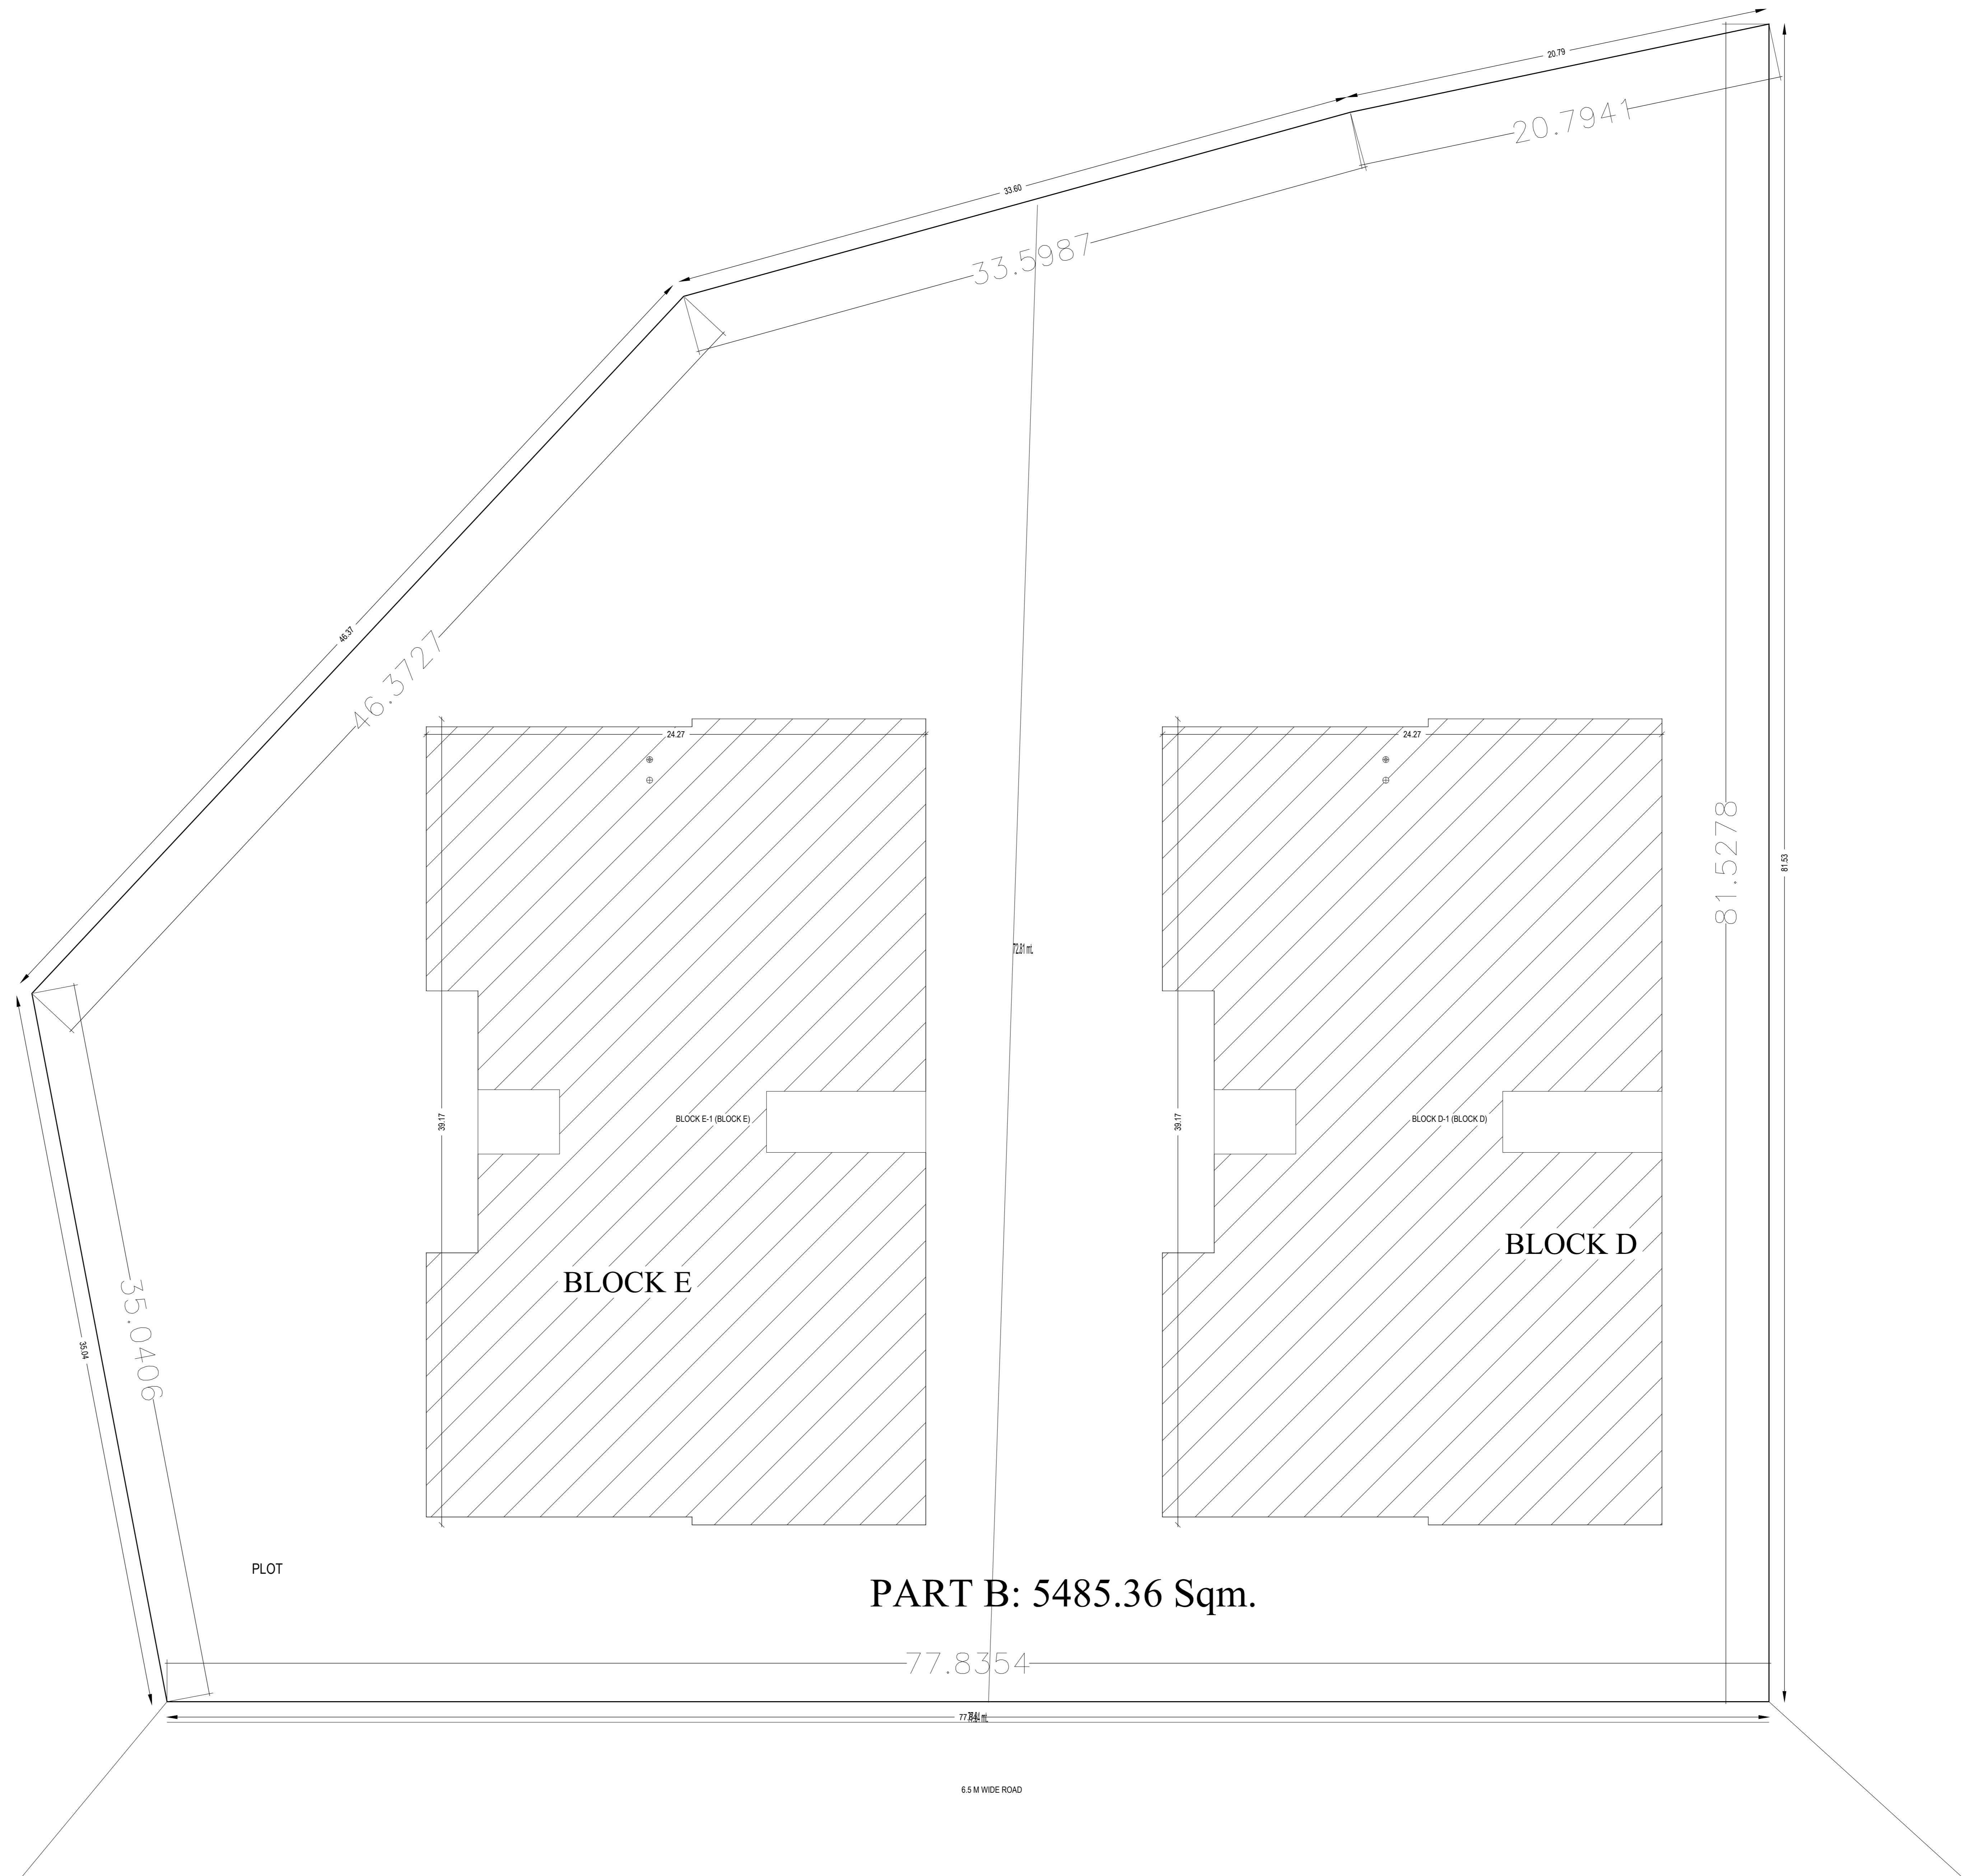 20.79
20.7941
33.60
33.5987
46.37
46.3727
24.27
24.27
81.5278
81.53
72.81 mt.
39.17
BLOCK E-1 (BLOCK E)
39.17
BLOCK D-1 (BLOCK D)
BLOCK D
BLOCK E
35.0406
35.04
PLOT
PART B: 5485.36 Sqm.
77.8354
6.5 M WIDE ROAD